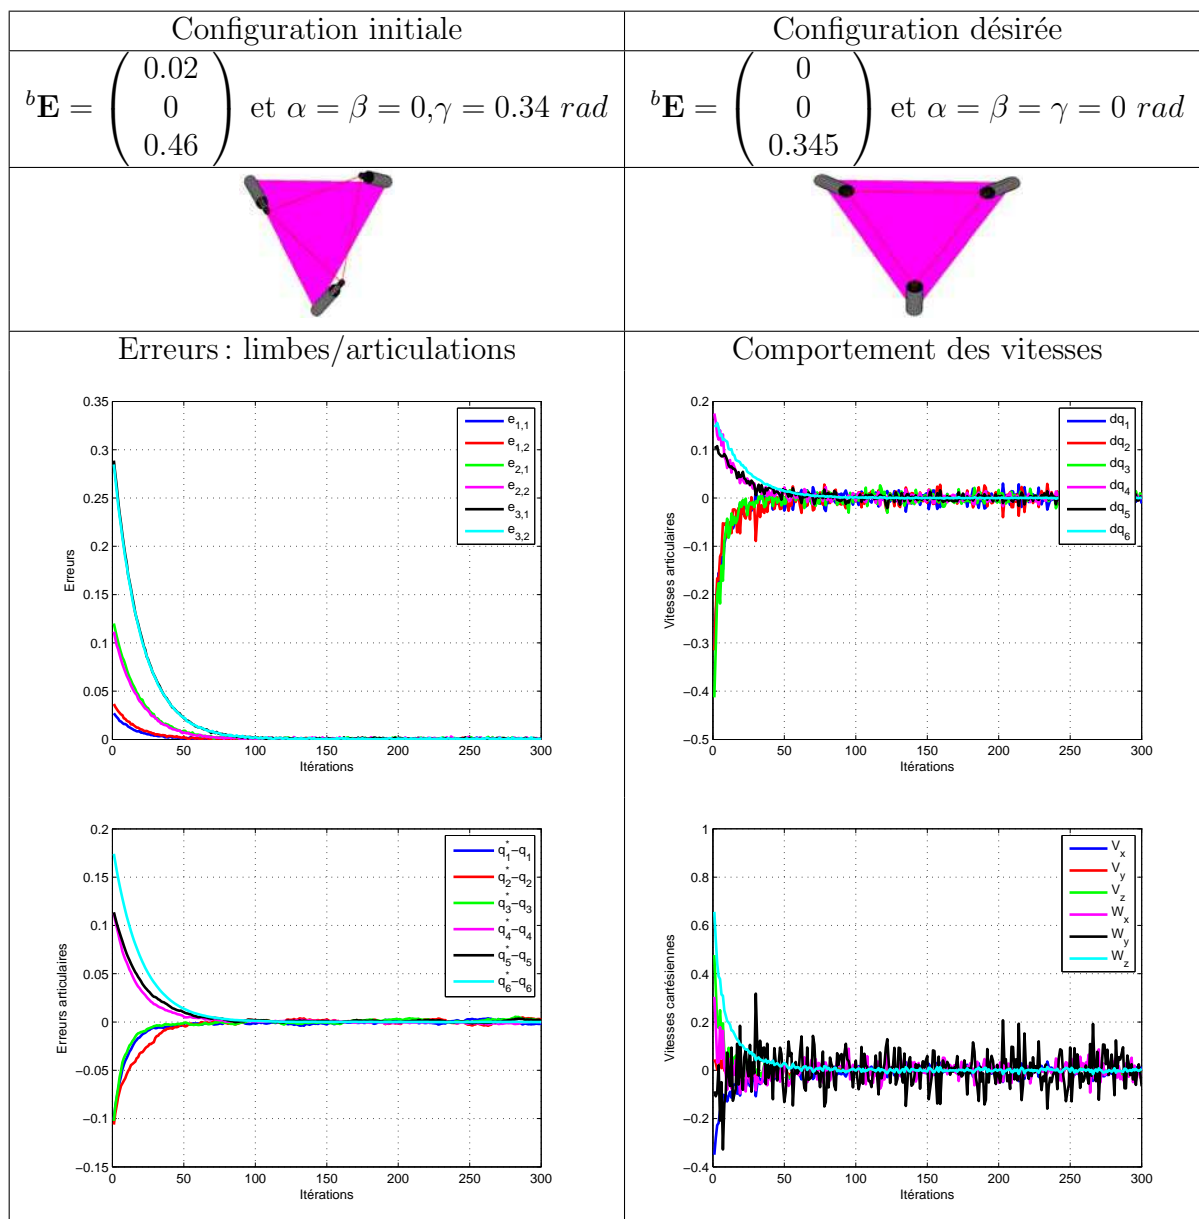 Configuration initiale
Configuration désirée
ᵇE = ( 0.02 0 0.46 ) et α = β = 0,γ = 0.34 rad
ᵇE = ( 0 0 0.345 ) et α = β = γ = 0 rad
Erreurs : limbes/articulations
Comportement des vitesses
0.35
0.3
0.25
0.2
0.15
0.1
0.05
0
Erreurs
0 50 100 150 200 250 300
Itérations
e1,1
e1,2
e2,1
e2,2
e3,1
e3,2
0.2
0.1
0
−0.1
−0.2
−0.3
−0.4
−0.5
Vitesses articulaires
0 50 100 150 200 250 300
Itérations
dq1
dq2
dq3
dq4
dq5
dq6
0.2
0.15
0.1
0.05
0
−0.05
−0.1
−0.15
Erreurs articulaires
0 50 100 150 200 250 300
Itérations
q*1−q1
q*2−q2
q*3−q3
q*4−q4
q*5−q5
q*6−q6
1
0.8
0.6
0.4
0.2
0
−0.2
−0.4
Vitesses cartésiennes
0 50 100 150 200 250 300
Itérations
Vx
Vy
Vz
Wx
Wy
Wz